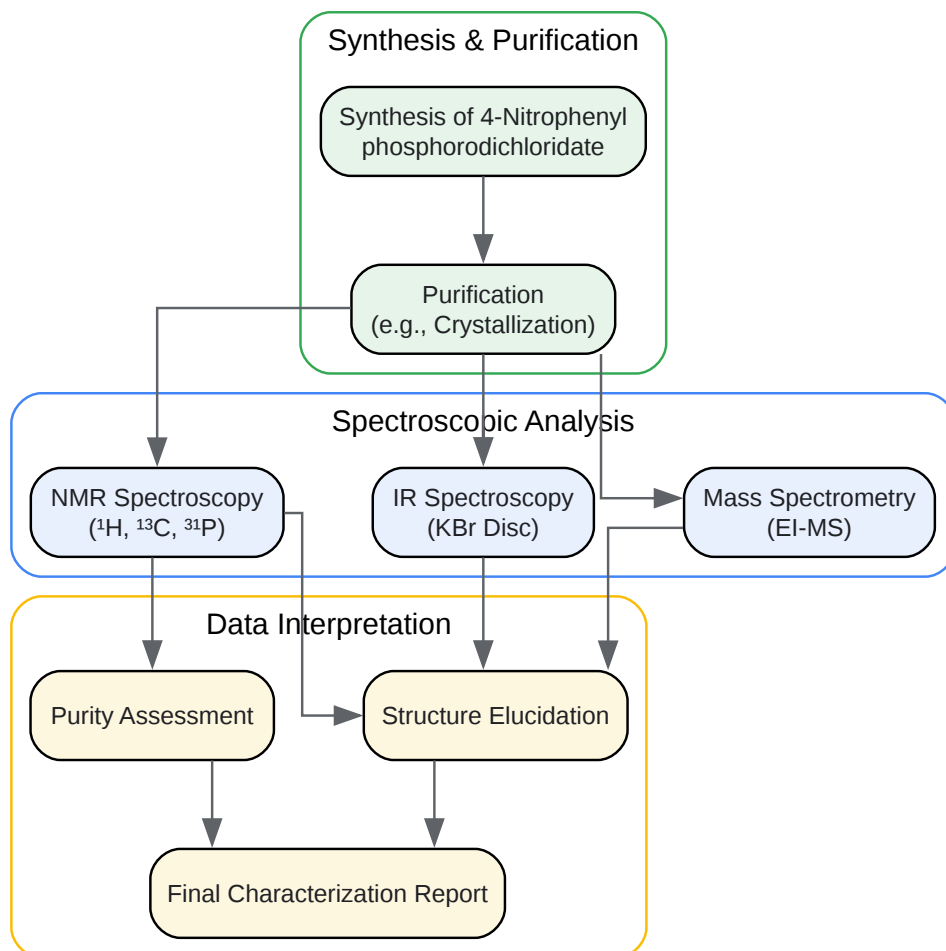 Synthesis & Purification
Synthesis of 4-Nitrophenyl
phosphorodichloridate
Purification
(e.g., Crystallization)
Spectroscopic Analysis
NMR Spectroscopy
(¹H, ¹³C, ³¹P)
IR Spectroscopy
(KBr Disc)
Mass Spectrometry
(EI-MS)
Data Interpretation
Purity Assessment
Structure Elucidation
Final Characterization Report